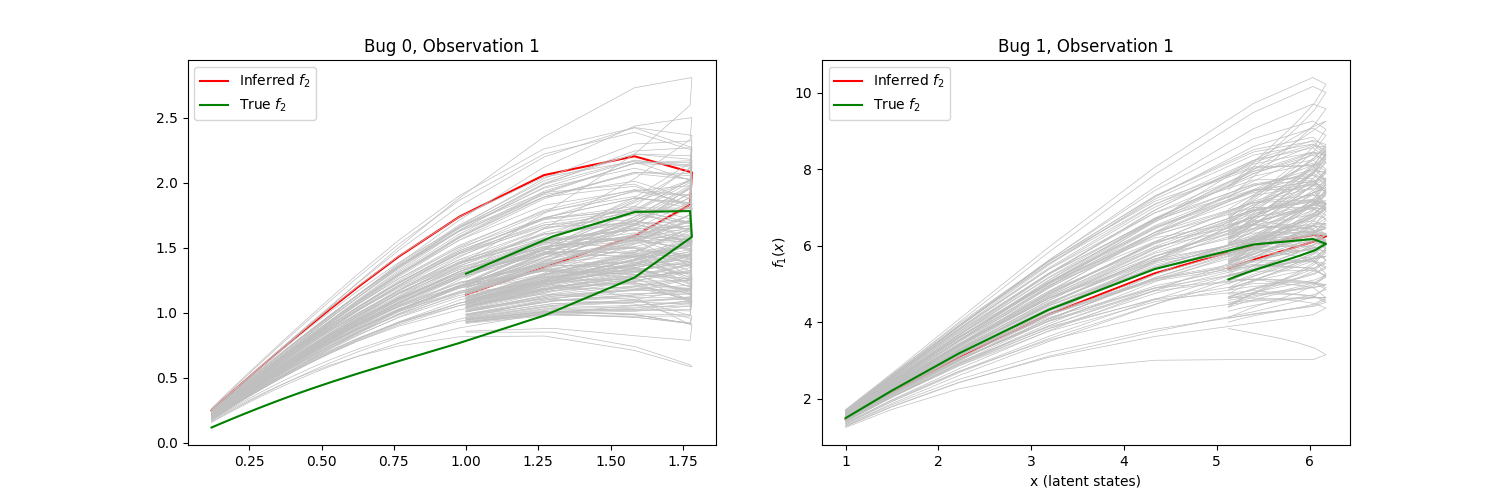 Bug 0, Observation 1
Inferred f₂
True f₂
2.5
2.0
1.5
1.0
0.5
0.0
0.25 0.50 0.75 1.00 1.25 1.50 1.75
Bug 1, Observation 1
Inferred f₂
True f₂
10
8
6
4
2
f₁(x)
1 2 3 4 5 6
x (latent states)